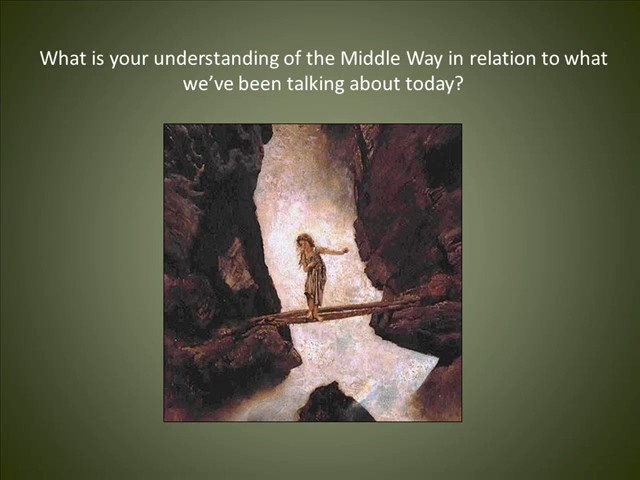 What is your understanding of the Middle Way in relation to what
we’ve been talking about today?